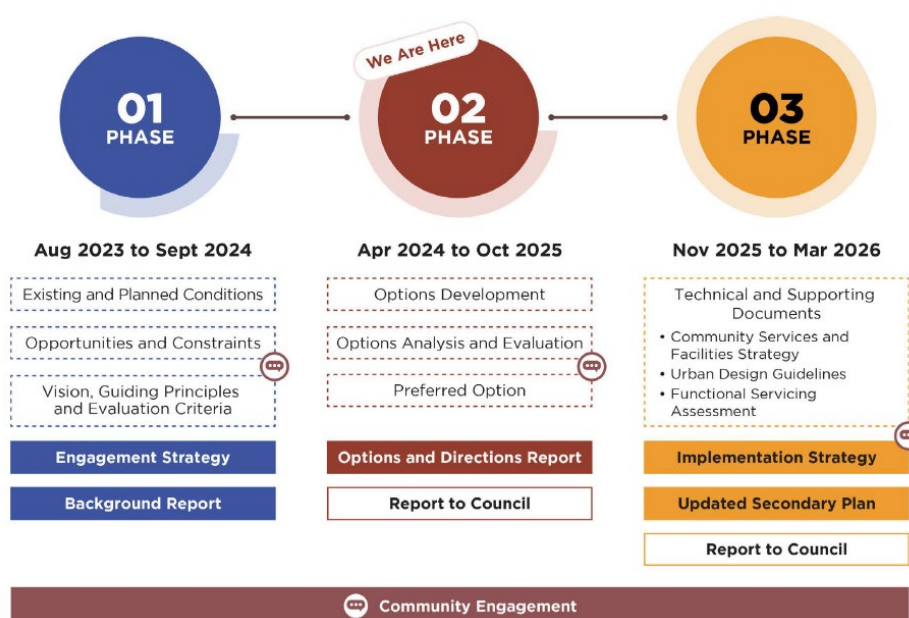 We Are Here
01
PHASE
02
PHASE
03
PHASE
Aug 2023 to Sept 2024
Existing and Planned Conditions
Opportunities and Constraints
Vision, Guiding Principles
and Evaluation Criteria
Engagement Strategy
Background Report
Apr 2024 to Oct 2025
Options Development
Options Analysis and Evaluation
Preferred Option
Options and Directions Report
Report to Council
Nov 2025 to Mar 2026
Technical and Supporting
Documents
• Community Services and
Facilities Strategy
• Urban Design Guidelines
• Functional Servicing
Assessment
Implementation Strategy
Updated Secondary Plan
Report to Council
Community Engagement